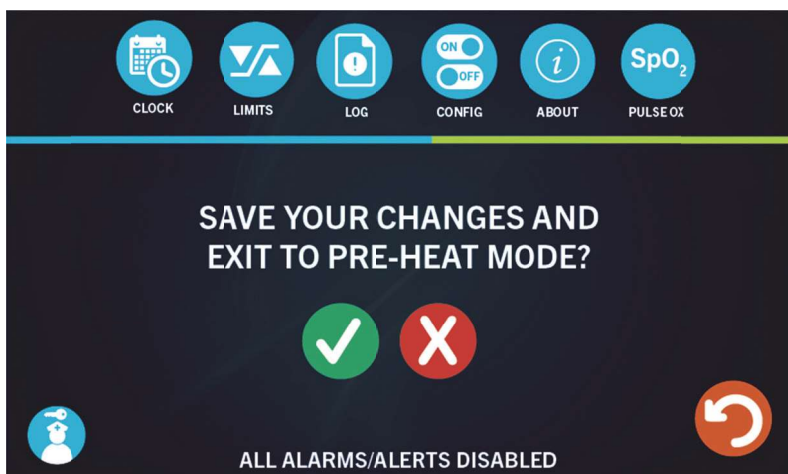 ON
OFF
i
SpO₂
CLOCK
LIMITS
LOG
CONFIG
ABOUT
PULSE OX
SAVE YOUR CHANGES AND
EXIT TO PRE-HEAT MODE?
ALL ALARMS/ALERTS DISABLED